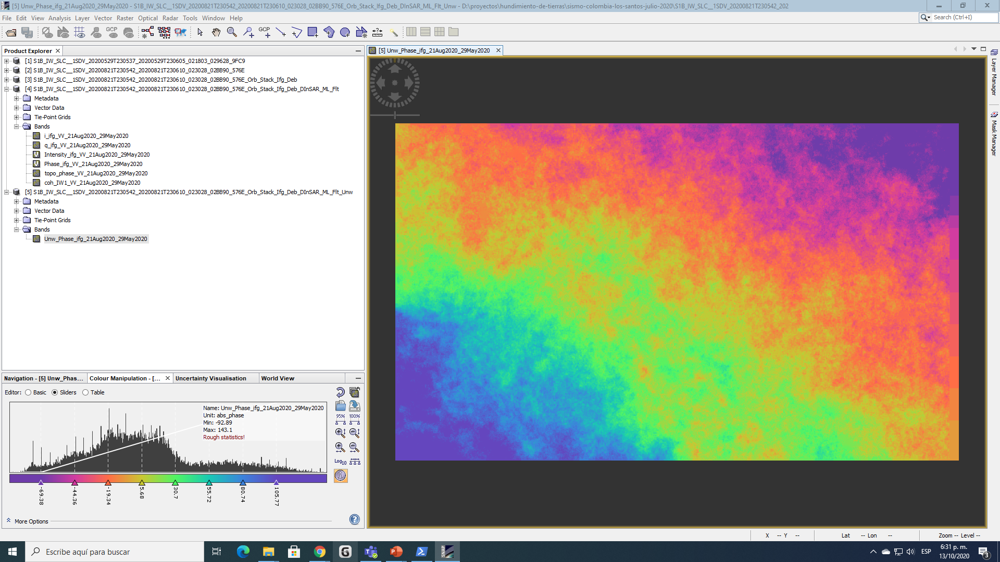 [5] Unw_Phase_ifg_21Aug2020_29May2020 - S1B_IW_SLC__1SDV_20200821T230542_20200821T230610_023028_02BB90_576E_Orb_Stack_Ifg_Deb_DInSAR_ML_Flt_Unw - D:\proyectos\hundimiento-de-tierras\sismo-colombia-los-santos-julio-2020\S1B_IW_SLC__1SDV_20200821T230542_202
File Edit View Analysis Layer Vector Raster Optical Radar Tools Window Help
Search (Ctrl+I)
GCP
GCP
Product Explorer
[1] S1B_IW_SLC__1SDV_20200529T230537_20200529T230605_021803_029628_9FC9
[2] S1B_IW_SLC__1SDV_20200821T230542_20200821T230610_023028_02BB90_576E
[3] S1B_IW_SLC__1SDV_20200821T230542_20200821T230610_023028_02BB90_576E_Orb_Stack_Ifg_Deb
[4] S1B_IW_SLC__1SDV_20200821T230542_20200821T230610_023028_02BB90_576E_Orb_Stack_Ifg_Deb_DInSAR_ML_Flt
Metadata
Vector Data
Tie-Point Grids
Bands
i_ifg_VV_21Aug2020_29May2020
q_ifg_VV_21Aug2020_29May2020
Intensity_ifg_VV_21Aug2020_29May2020
Phase_ifg_VV_21Aug2020_29May2020
topo_phase_VV_21Aug2020_29May2020
coh_IW1_VV_21Aug2020_29May2020
[5] S1B_IW_SLC__1SDV_20200821T230542_20200821T230610_023028_02BB90_576E_Orb_Stack_Ifg_Deb_DInSAR_ML_Flt_Unw
Metadata
Vector Data
Tie-Point Grids
Bands
Unw_Phase_ifg_21Aug2020_29May2020
[5] Unw_Phase_ifg_21Aug2020_29May2020
Layer Manager
Mask Manager
Navigation - [5] Unw_Phas... Colour Manipulation - [... Uncertainty Visualisation World View
Editor: Basic Sliders Table
Name: Unw_Phase_ifg_21Aug2020_29May2020
Unit: abs_phase
Min: -92.89
Max: 143.1
Rough statistics!
95% 100%
Log10
-69.38 -44.36 -19.34 5.68 30.7 55.72 80.74 105.77
More Options
X -- Y -- Lat -- Lon -- Zoom -- Level --
Escribe aquí para buscar
SNAP
ESP
6:31 p. m.
13/10/2020
3